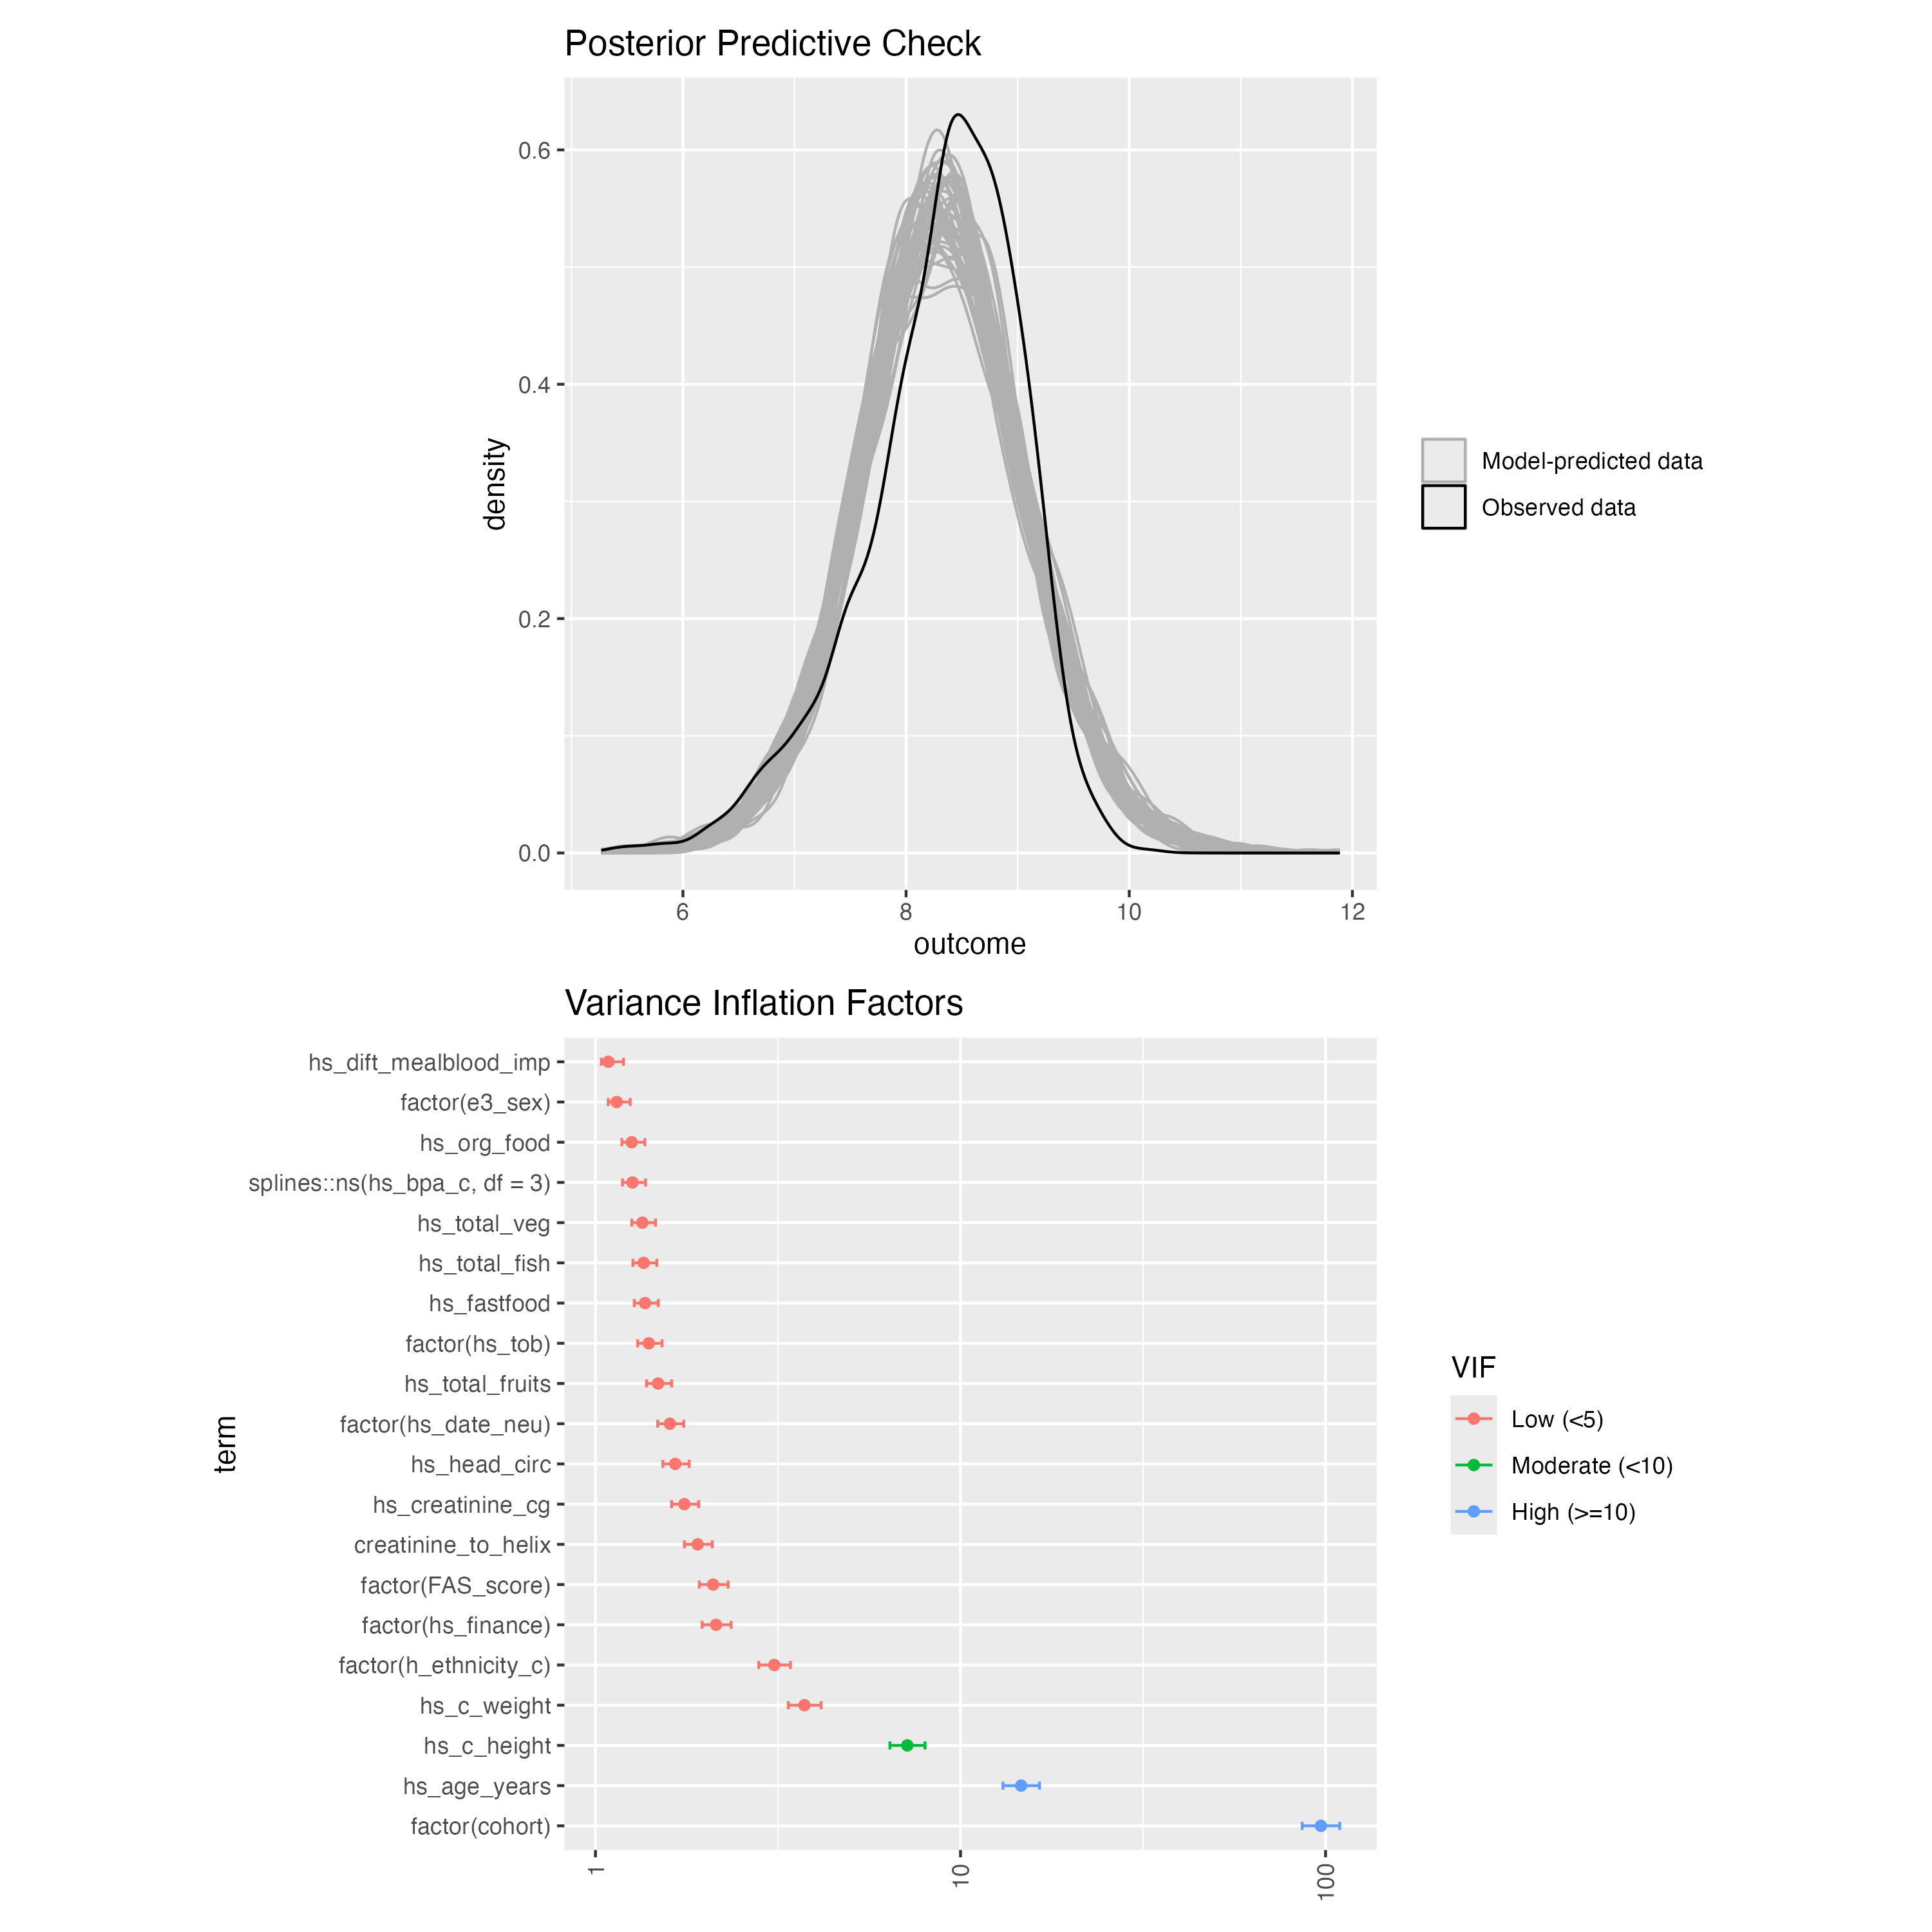 Posterior Predictive Check
density
0.6
0.4
0.2
0.0
6
8
10
12
outcome
Model-predicted data
Observed data
Variance Inflation Factors
term
hs_dift_mealblood_imp
factor(e3_sex)
hs_org_food
splines::ns(hs_bpa_c, df = 3)
hs_total_veg
hs_total_fish
hs_fastfood
factor(hs_tob)
hs_total_fruits
factor(hs_date_neu)
hs_head_circ
hs_creatinine_cg
creatinine_to_helix
factor(FAS_score)
factor(hs_finance)
factor(h_ethnicity_c)
hs_c_weight
hs_c_height
hs_age_years
factor(cohort)
1
10
100
VIF
Low (<5)
Moderate (<10)
High (>=10)